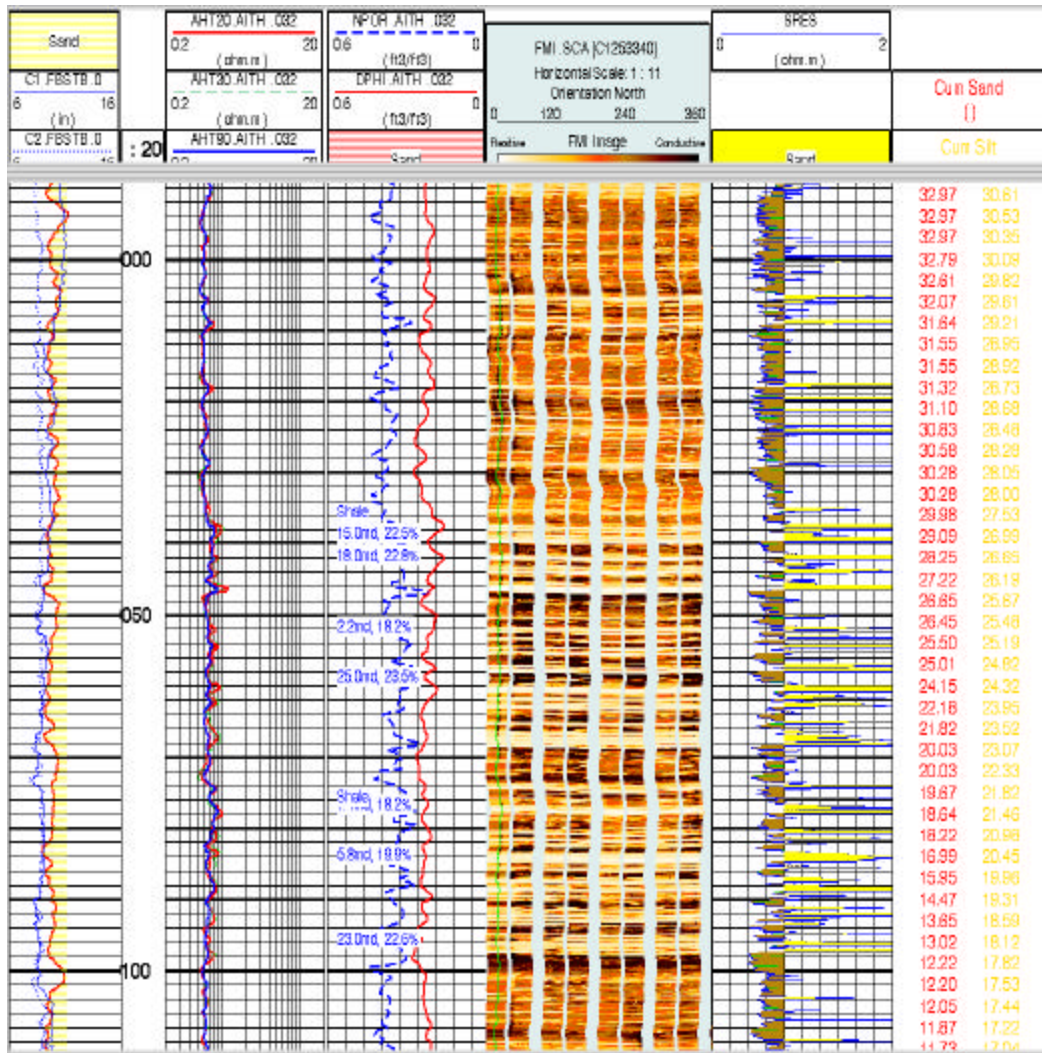 Sand
C1.FBSTB.0
6 16
(in)
C2.FBSTB.0
6 16
: 20
AHT20.AITH .032
0.2 20
(ohm.m)
AHT30.AITH .032
0.2 20
(ohm.m)
AHT90.AITH .032
0.2 20
NPOR.AITH .032
0.6 0
(ft3/ft3)
DPHI.AITH .032
0.6 0
(ft3/ft3)
Sand
FMI .SCA [C1253340]
Horizontal Scale: 1 : 11
Orientation North
0 120 240 360
Resistive FMI Image Conductive
SRES
0 2
(ohm.m)
Sand
Cum Sand
()
Cum Silt
32.97 30.61
32.97 30.53
32.97 30.35
000
32.79 30.09
32.61 29.82
32.07 29.61
31.64 29.21
31.55 28.95
31.55 28.92
31.32 28.73
31.10 28.68
30.83 28.48
30.58 28.29
30.28 28.05
30.28 28.00
Shale
29.98 27.53
15.0md, 22.5%
29.09 26.99
18.0md, 22.8%
28.25 26.65
27.22 26.19
050
26.65 25.87
2.2md, 18.2%
26.45 25.48
25.50 25.19
25.0md, 23.5%
25.01 24.82
24.15 24.32
22.18 23.95
21.82 23.52
20.03 23.07
20.03 22.33
Shale
19.67 21.82
18.2%
18.64 21.46
18.22 20.98
5.8md, 19.9%
16.99 20.45
15.95 19.86
14.47 19.31
13.65 18.59
23.0md, 22.6%
13.02 18.12
100
12.22 17.82
12.20 17.53
12.05 17.44
11.87 17.22
11.73 17.04